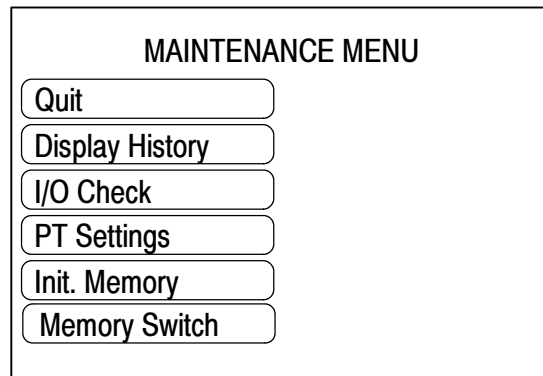 MAINTENANCE MENU
Quit
Display History
I/O Check
PT Settings
Init. Memory
Memory Switch